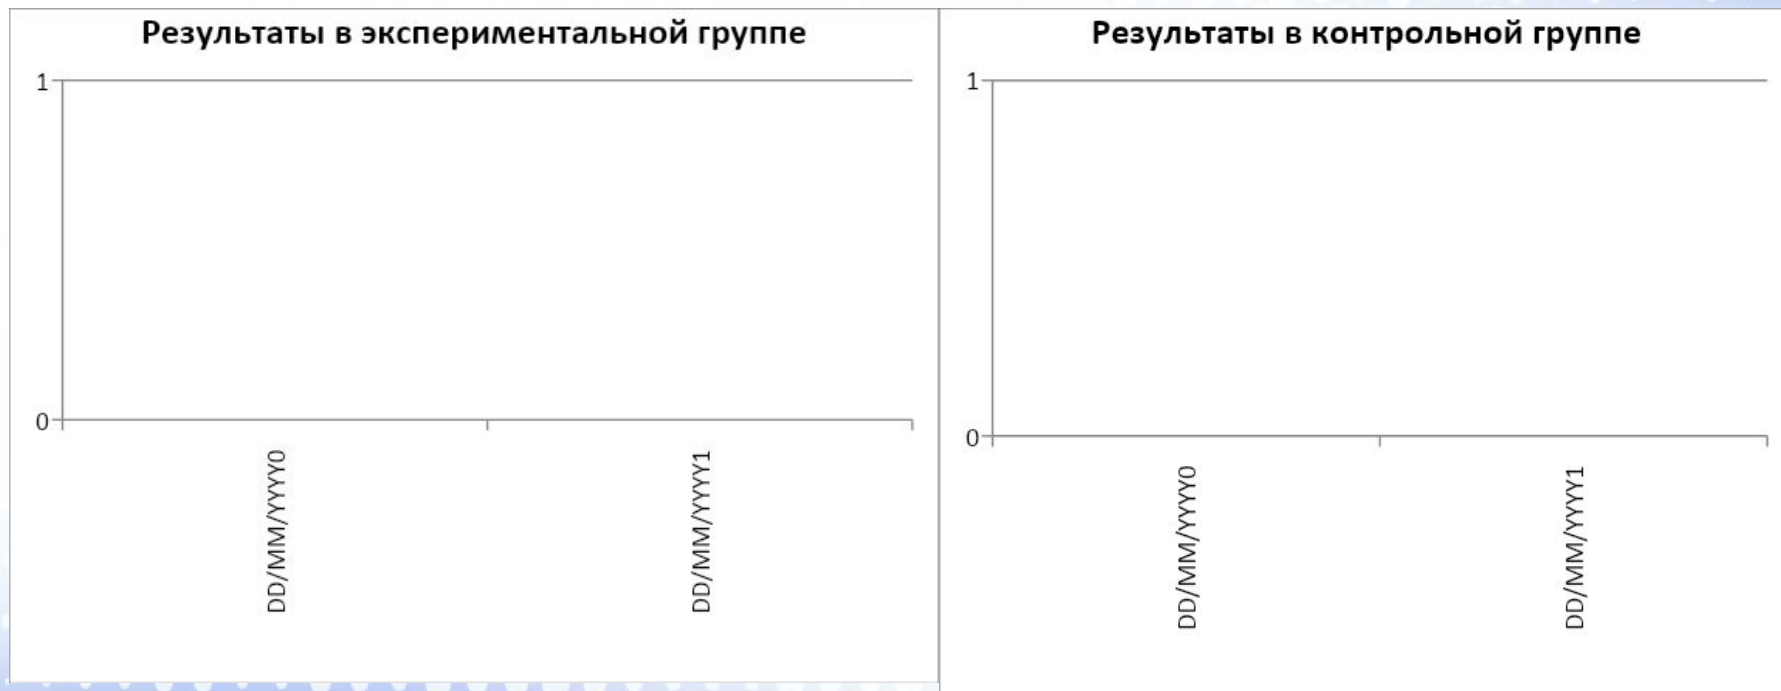 Результаты в экспериментальной группе
1
0
DD/MM/YYYY0
DD/MM/YYYY1
Результаты в контрольной группе
1
0
DD/MM/YYYY0
DD/MM/YYYY1